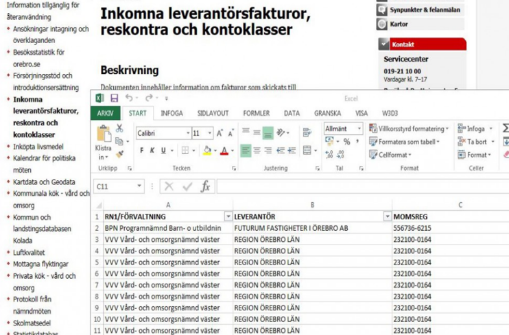 Information tillgänglig för
återanvändning
Ansökningar intagning och
överklaganden
Besöksstatistik för
orebro.se
Försörjningsstöd och
introduktionsersättning
Inkomna
leverantörsfakturor,
reskontra och
kontoklasser
Inköpta livsmedel
Kalendrar för politiska
möten
Kartdata och Geodata
Kommunala kök - vård och
omsorg
Kommun och
landstingsdatabasen
Kolada
Luftkvalitet
Mottagna flyktingar
Privata kök - vård och
omsorg
Protokoll från
nämndmöten
Skolmatsedel
Statistikdatabas
Inkomna leverantörsfakturor,
reskontra och kontoklasser
Beskrivning
Dokumenten innehåller information om fakturor som skickats till
Synpunkter & felanmälan
Kartor
Kontakt
Servicecenter
019-21 10 00
Vardagar kl. 7–17
Excel
ARKIV START INFOGA SIDLAYOUT FORMLER DATA GRANSKA VISA W3D3
Klistra
in
Calibri 11 A A
F K U
Allmänt
%
Villkorsstyrd formatering
Formatera som tabell
Cellformat
Infoga
Ta bort
Format
Urklipp Tecken Justering Tal Format Celler
C11 fx
A B C
1 RN1/FÖRVALTNING LEVERANTÖR MOMSREG
2 BPN Programnämnd Barn- o utbildnin FUTURUM FASTIGHETER I ÖREBRO AB 556736-6215
3 VVV Vård- och omsorgsnämnd väster REGION ÖREBRO LÄN 232100-0164
4 VVV Vård- och omsorgsnämnd väster REGION ÖREBRO LÄN 232100-0164
5 VVV Vård- och omsorgsnämnd väster REGION ÖREBRO LÄN 232100-0164
6 VVV Vård- och omsorgsnämnd väster REGION ÖREBRO LÄN 232100-0164
7 VVV Vård- och omsorgsnämnd väster REGION ÖREBRO LÄN 232100-0164
8 VVV Vård- och omsorgsnämnd väster REGION ÖREBRO LÄN 232100-0164
9 VVV Vård- och omsorgsnämnd väster REGION ÖREBRO LÄN 232100-0164
10 VVV Vård- och omsorgsnämnd väster REGION ÖREBRO LÄN 232100-0164
11 VVV Vård- och omsorgsnämnd väster REGION ÖREBRO LÄN 232100-0164